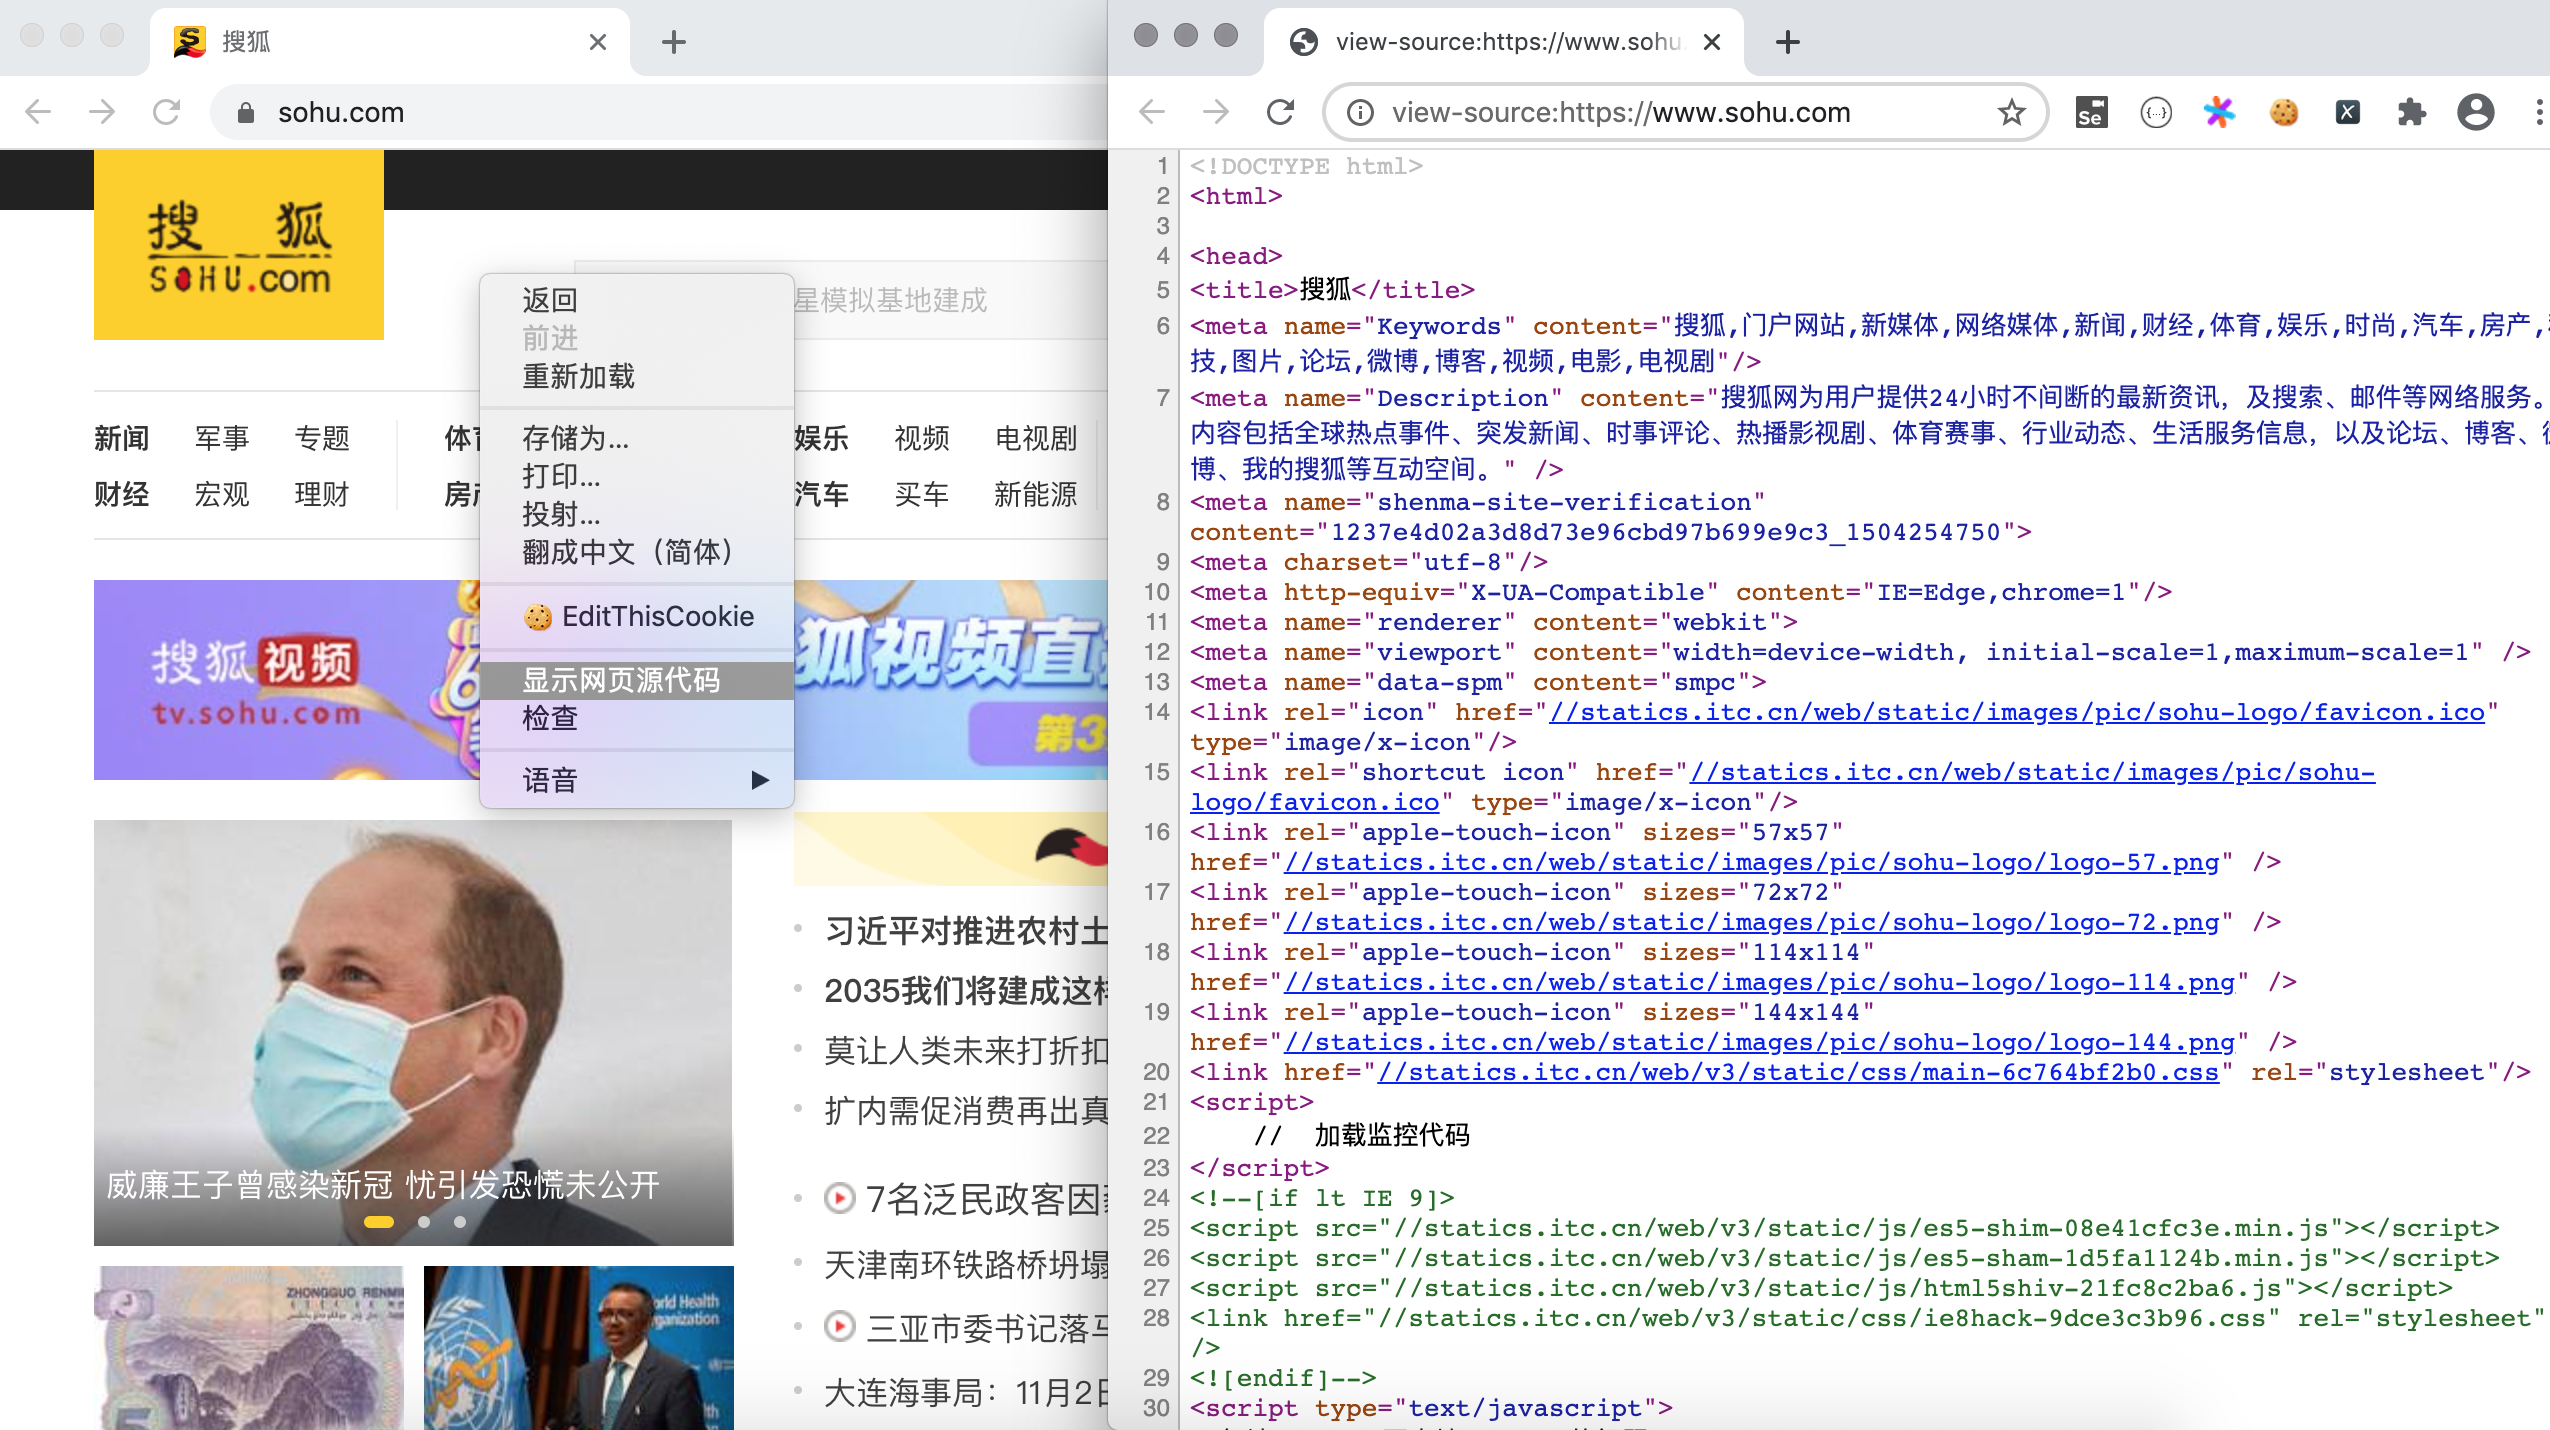 搜狐
sohu.com
搜 狐
SOHU.com
星模拟基地建成
新闻 军事 专题
财经 宏观 理财
娱乐 视频 电视剧
汽车 买车 新能源
返回
前进
重新加载
存储为...
打印...
投射...
翻成中文（简体）
EditThisCookie
显示网页源代码
检查
语音
搜狐视频
tv.sohu.com
狐视频直
第3
威廉王子曾感染新冠 忧引发恐慌未公开
ZHONGGUO RENMI
5
orld Health
ganization
习近平对推进农村土
2035我们将建成这样
莫让人类未来打折扣
扩内需促消费再出真
7名泛民政客因
天津南环铁路桥坍塌
三亚市委书记落马
大连海事局：11月2日
view-source:https://www.sohu.
view-source:https://www.sohu.com
Se
{...}
X
1 <!DOCTYPE html>
2 <html>
3
4 <head>
5 <title>搜狐</title>
6 <meta name="Keywords" content="搜狐,门户网站,新媒体,网络媒体,新闻,财经,体育,娱乐,时尚,汽车,房产,
技,图片,论坛,微博,博客,视频,电影,电视剧"/>
7 <meta name="Description" content="搜狐网为用户提供24小时不间断的最新资讯，及搜索、邮件等网络服务。
内容包括全球热点事件、突发新闻、时事评论、热播影视剧、体育赛事、行业动态、生活服务信息，以及论坛、博客、微
博、我的搜狐等互动空间。" />
8 <meta name="shenma-site-verification"
content="1237e4d02a3d8d73e96cbd97b699e9c3_1504254750">
9 <meta charset="utf-8"/>
10 <meta http-equiv="X-UA-Compatible" content="IE=Edge,chrome=1"/>
11 <meta name="renderer" content="webkit">
12 <meta name="viewport" content="width=device-width, initial-scale=1,maximum-scale=1" />
13 <meta name="data-spm" content="smpc">
14 <link rel="icon" href="//statics.itc.cn/web/static/images/pic/sohu-logo/favicon.ico"
type="image/x-icon"/>
15 <link rel="shortcut icon" href="//statics.itc.cn/web/static/images/pic/sohu-
logo/favicon.ico" type="image/x-icon"/>
16 <link rel="apple-touch-icon" sizes="57x57"
href="//statics.itc.cn/web/static/images/pic/sohu-logo/logo-57.png" />
17 <link rel="apple-touch-icon" sizes="72x72"
href="//statics.itc.cn/web/static/images/pic/sohu-logo/logo-72.png" />
18 <link rel="apple-touch-icon" sizes="114x114"
href="//statics.itc.cn/web/static/images/pic/sohu-logo/logo-114.png" />
19 <link rel="apple-touch-icon" sizes="144x144"
href="//statics.itc.cn/web/static/images/pic/sohu-logo/logo-144.png" />
20 <link href="//statics.itc.cn/web/v3/static/css/main-6c764bf2b0.css" rel="stylesheet"/>
21 <script>
22 // 加载监控代码
23 </script>
24 <!--[if lt IE 9]>
25 <script src="//statics.itc.cn/web/v3/static/js/es5-shim-08e41cfc3e.min.js"></script>
26 <script src="//statics.itc.cn/web/v3/static/js/es5-sham-1d5fa1124b.min.js"></script>
27 <script src="//statics.itc.cn/web/v3/static/js/html5shiv-21fc8c2ba6.js"></script>
28 <link href="//statics.itc.cn/web/v3/static/css/ie8hack-9dce3c3b96.css" rel="stylesheet"
/>
29 <![endif]-->
30 <script type="text/javascript">